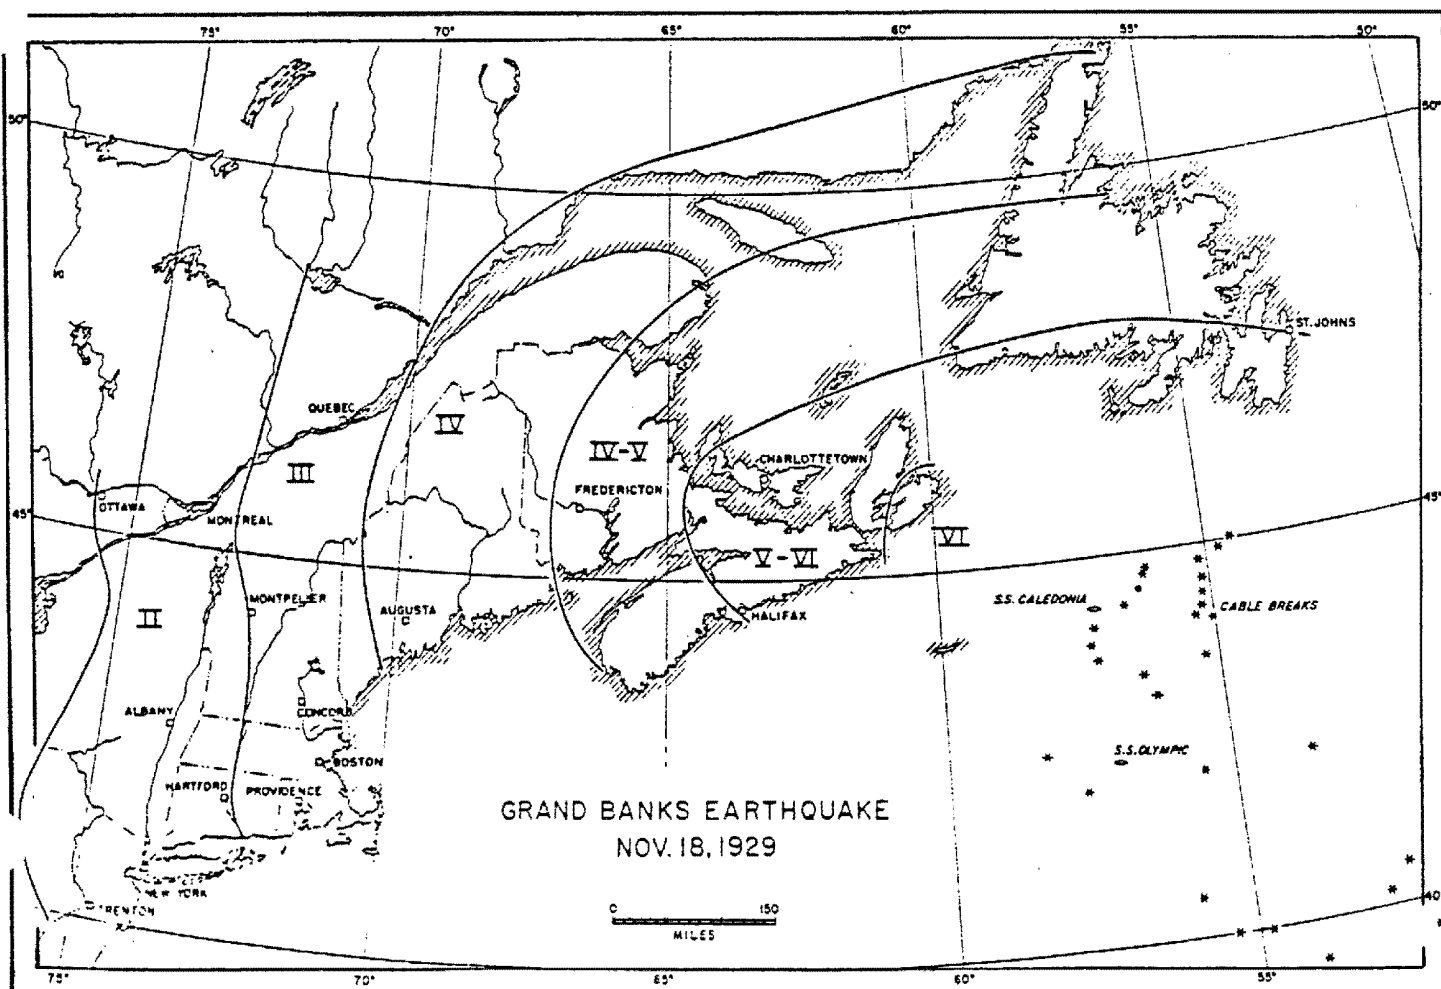 75° 70° 65° 60° 55° 50°
50° 50°
ST. JOHNS
QUEBEC
IV
III
IV-V
CHARLOTTETOWN
FREDERICTON
OTTAWA
MONTREAL
45° 45°
V-VI
VI
II
MONTPELIER
AUGUSTA
HALIFAX
S.S. CALEDONIA
CABLE BREAKS
ALBANY
CONCORD
BOSTON
S.S. OLYMPIC
HARTFORD
PROVIDENCE
GRAND BANKS EARTHQUAKE
NOV. 18, 1929
NEW YORK
TRENTON
0 150
MILES
40°
75° 70° 65° 60° 55°